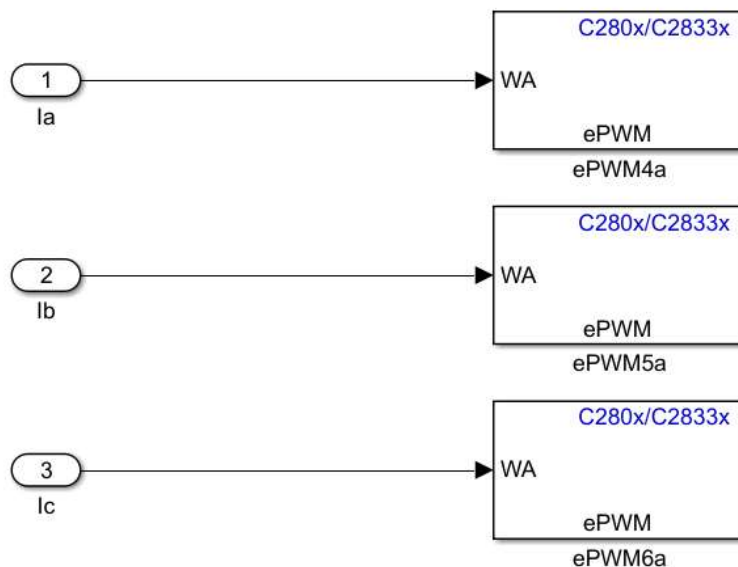 C280x/C2833x
1
WA
Ia
ePWM
ePWM4a
C280x/C2833x
2
WA
Ib
ePWM
ePWM5a
C280x/C2833x
3
WA
Ic
ePWM
ePWM6a